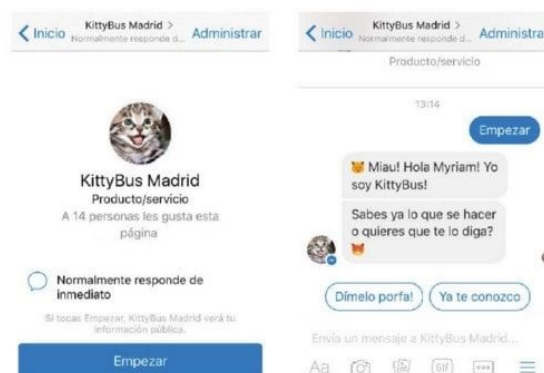 Inicio
KittyBus Madrid >
Normalmente responde d...
Administrar
KittyBus Madrid
Producto/servicio
A 14 personas les gusta esta
página
Normalmente responde de
inmediato
Si tocas Empezar, KittyBus Madrid verá tu
información pública.
Empezar
Inicio
KittyBus Madrid >
Normalmente responde d...
Administra
Producto/servicio
13:14
Empezar
Miau! Hola Myriam! Yo
soy KittyBus!
Sabes ya lo que se hacer
o quieres que te lo diga?
Dímelo porfa!
Ya te conozco
Envía un mensaje a KittyBus Madrid...
Aa
GIF